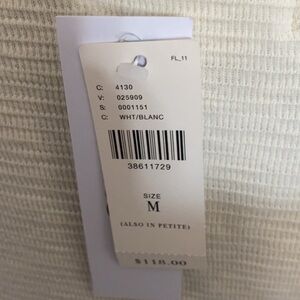 FL_11
C: 4130
V: 025909
S: 0001151
C: WHT/BLANC
38611729
SIZE
M
(ALSO IN PETITE)
$118.00